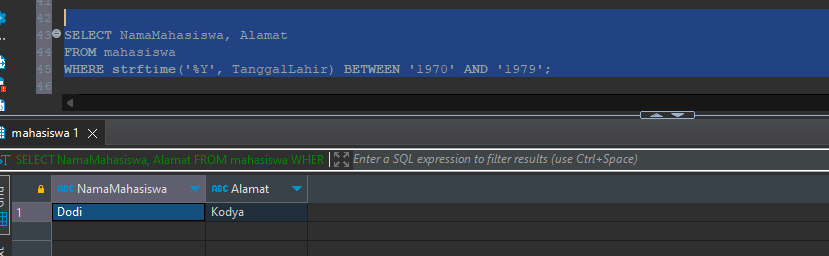 42
43 SELECT NamaMahasiswa, Alamat
44 FROM mahasiswa
45 WHERE strftime('%Y', TanggalLahir) BETWEEN '1970' AND '1979';
46
mahasiswa 1
SELECT NamaMahasiswa, Alamat FROM mahasiswa WHER Enter a SQL expression to filter results (use Ctrl+Space)
ABC NamaMahasiswa ABC Alamat
1 Dodi Kodya